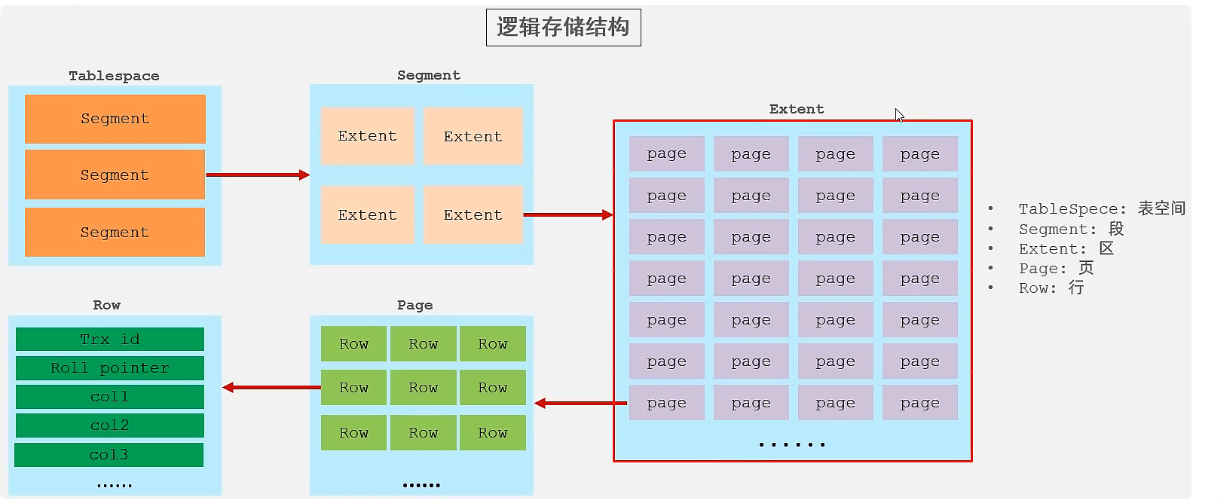 逻辑存储结构
Tablespace
Segment
Segment
Segment
Segment
Extent Extent
Extent Extent
Extent
page page page page
page page page page
page page page page
page page page page
page page page page
page page page page
page page page page
......
• TableSpece: 表空间
• Segment: 段
• Extent: 区
• Page: 页
• Row: 行
Row
Trx id
Roll pointer
col1
col2
col3
......
Page
Row Row Row
Row Row Row
Row Row Row
......